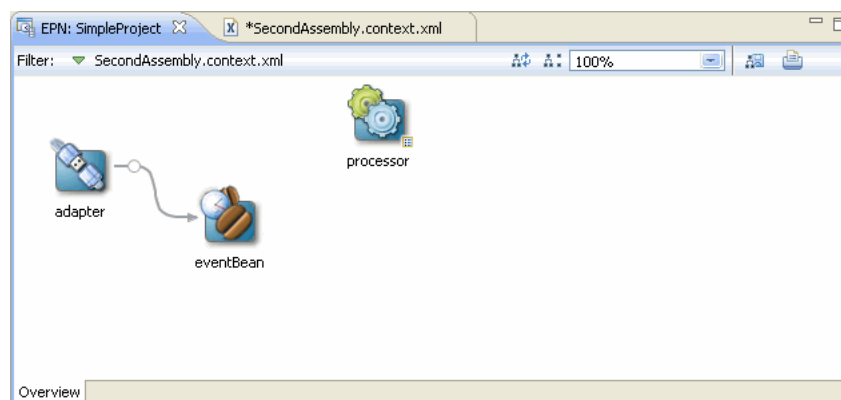 EPN: SimpleProject
*SecondAssembly.context.xml
Filter: SecondAssembly.context.xml 100%
processor
adapter
eventBean
Overview